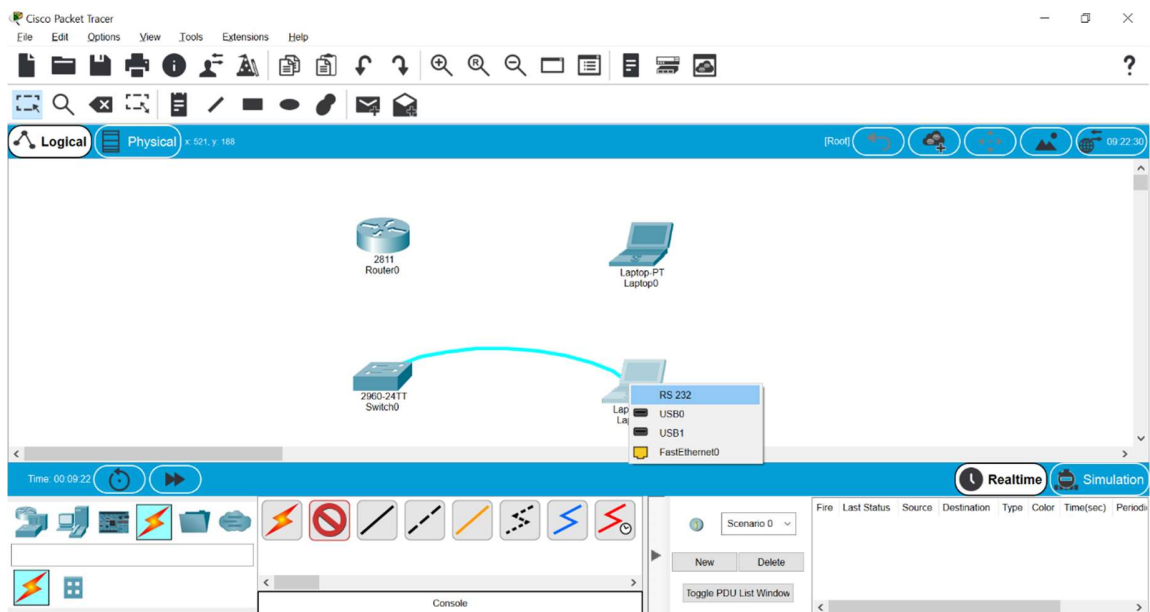 Cisco Packet Tracer
File Edit Options View Tools Extensions Help
R
?
Logical Physical x: 521, y: 188 [Root] 09:22:30
2811
Router0
Laptop-PT
Laptop0
2960-24TT
Switch0
Lap
La
RS 232
USB0
USB1
FastEthernet0
Time: 00:09:22 Realtime Simulation
Fire Last Status Source Destination Type Color Time(sec) Periodi
Scenario 0
New Delete
Toggle PDU List Window
Console